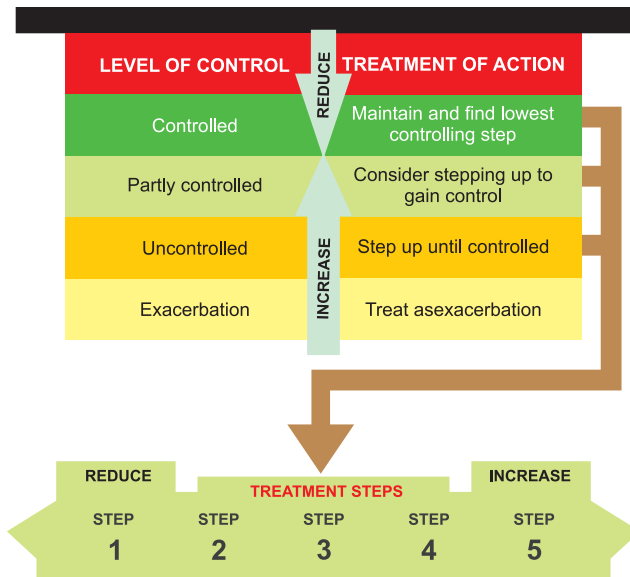 LEVEL OF CONTROL
REDUCE
TREATMENT OF ACTION
Controlled
Maintain and find lowest
controlling step
Partly controlled
Consider stepping up to
gain control
INCREASE
Uncontrolled
Step up until controlled
Exacerbation
Treat asexacerbation
REDUCE
TREATMENT STEPS
INCREASE
STEP STEP STEP STEP STEP
1 2 3 4 5